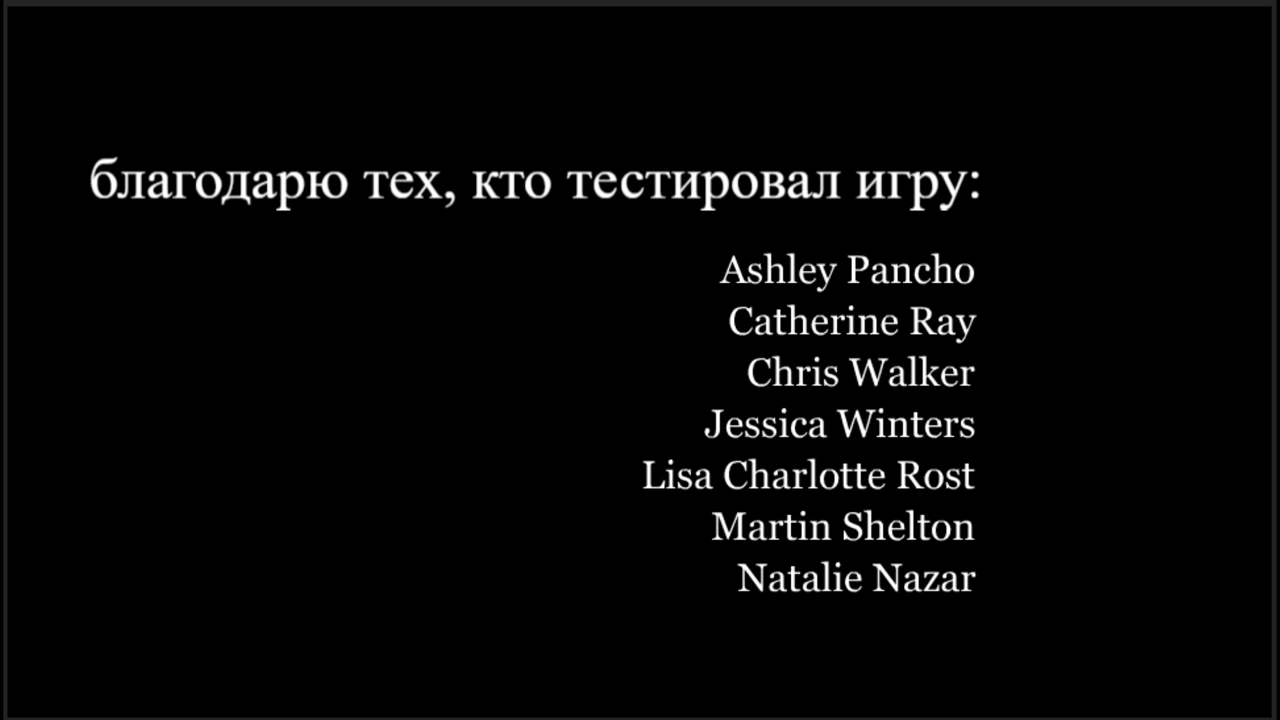 благодарю тех, кто тестировал игру:
Ashley Pancho
Catherine Ray
Chris Walker
Jessica Winters
Lisa Charlotte Rost
Martin Shelton
Natalie Nazar